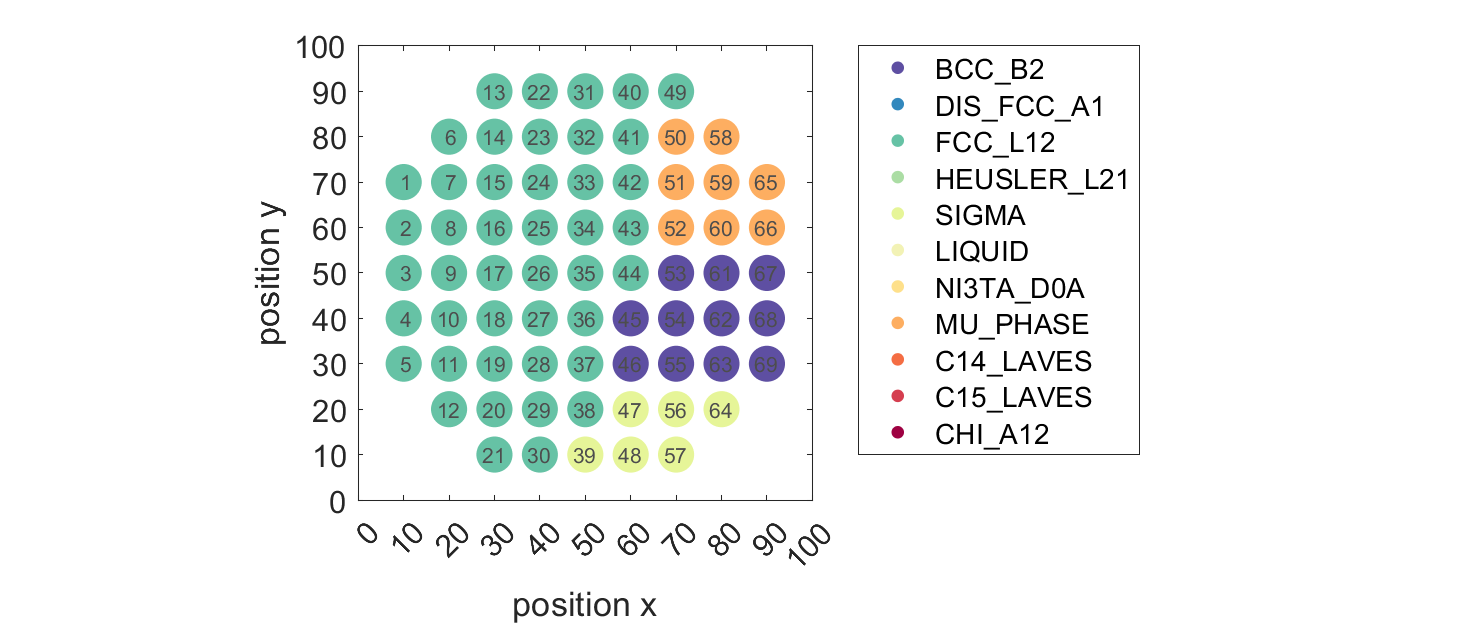 100
90
80
70
60
50
40
30
20
10
0
position y
13 22 31 40 49
6 14 23 32 41 50 58
1 7 15 24 33 42 51 59 65
2 8 16 25 34 43 52 60 66
3 9 17 26 35 44 53 61 67
4 10 18 27 36 45 54 62 68
5 11 19 28 37 46 55 63 69
12 20 29 38 47 56 64
21 30 39 48 57
0 10 20 30 40 50 60 70 80 90 100
position x
BCC_B2
DIS_FCC_A1
FCC_L12
HEUSLER_L21
SIGMA
LIQUID
NI3TA_D0A
MU_PHASE
C14_LAVES
C15_LAVES
CHI_A12